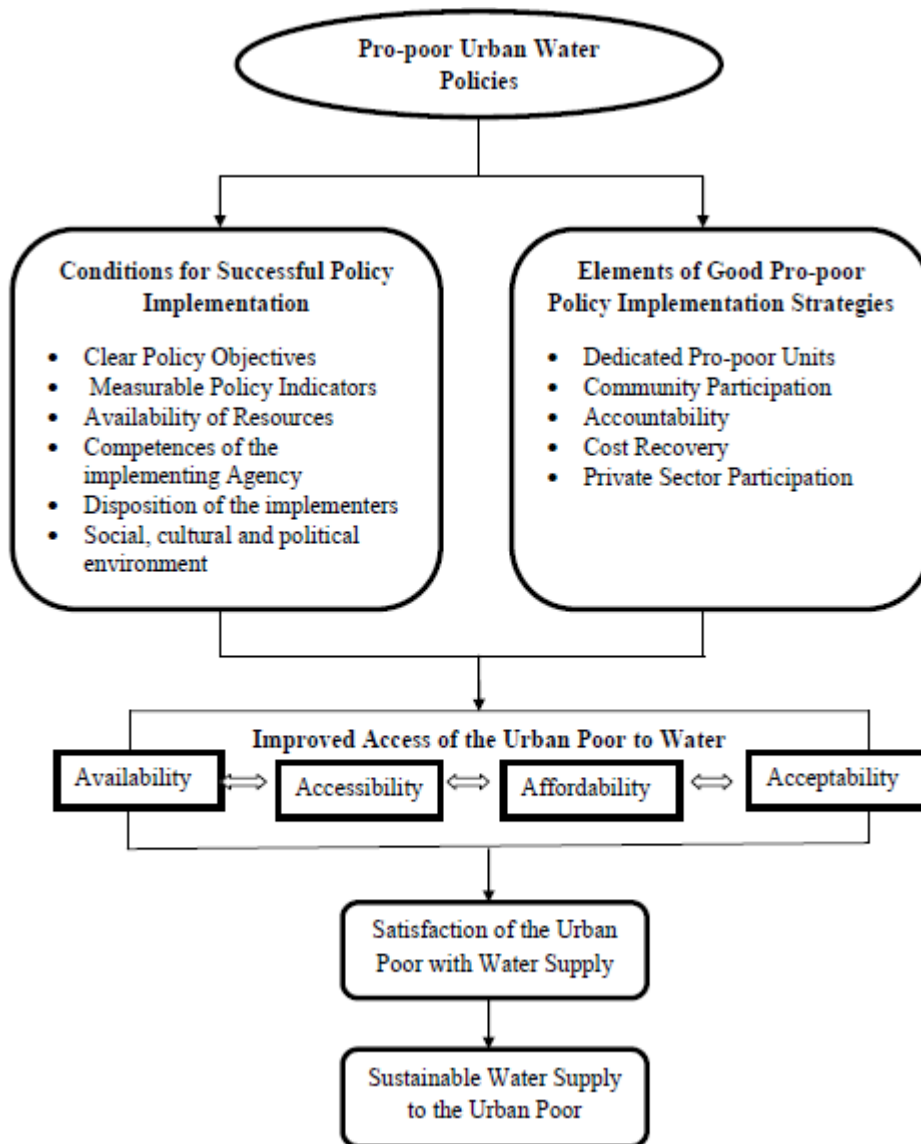 Pro-poor Urban Water
Policies
Conditions for Successful Policy
Implementation
• Clear Policy Objectives
• Measurable Policy Indicators
• Availability of Resources
• Competences of the
implementing Agency
• Disposition of the implementers
• Social, cultural and political
environment
Elements of Good Pro-poor
Policy Implementation Strategies
• Dedicated Pro-poor Units
• Community Participation
• Accountability
• Cost Recovery
• Private Sector Participation
Improved Access of the Urban Poor to Water
Availability
Accessibility
Affordability
Acceptability
Satisfaction of the Urban
Poor with Water Supply
Sustainable Water Supply
to the Urban Poor